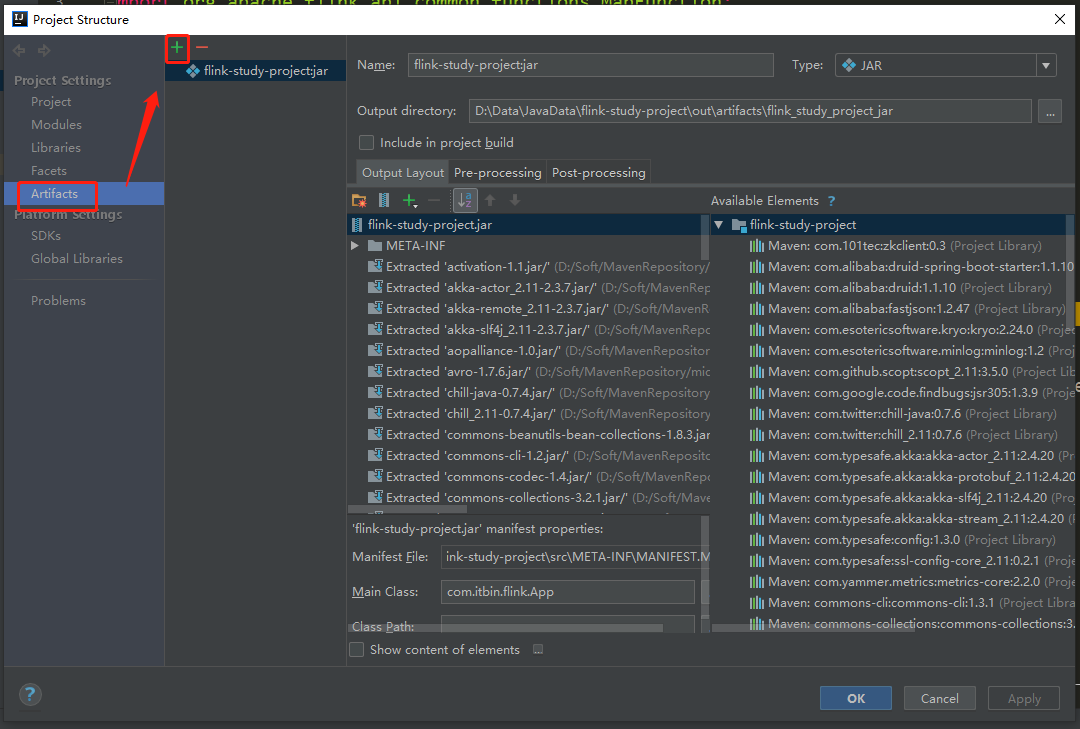 3 import org.apache.flink.api.common.functions.MapFunction;
Project Structure
Project Settings
Project
Modules
Libraries
Facets
Artifacts
Platform Settings
SDKs
Global Libraries
Problems
flink-study-project:jar
Name: flink-study-project:jar Type: JAR
Output directory: D:\Data\JavaData\flink-study-project\out\artifacts\flink_study_project_jar ...
Include in project build
Output Layout Pre-processing Post-processing
Available Elements ?
flink-study-project.jar
META-INF
Extracted 'activation-1.1.jar/' (D:/Soft/MavenRepository/
Extracted 'akka-actor_2.11-2.3.7.jar/' (D:/Soft/MavenRep
Extracted 'akka-remote_2.11-2.3.7.jar/' (D:/Soft/MavenR
Extracted 'akka-slf4j_2.11-2.3.7.jar/' (D:/Soft/MavenRepo
Extracted 'aopalliance-1.0.jar/' (D:/Soft/MavenRepositor
Extracted 'avro-1.7.6.jar/' (D:/Soft/MavenRepository/mic
Extracted 'chill-java-0.7.4.jar/' (D:/Soft/MavenRepository
Extracted 'chill_2.11-0.7.4.jar/' (D:/Soft/MavenRepository
Extracted 'commons-beanutils-bean-collections-1.8.3.jar
Extracted 'commons-cli-1.2.jar/' (D:/Soft/MavenReposito
Extracted 'commons-codec-1.4.jar/' (D:/Soft/MavenRepo
Extracted 'commons-collections-3.2.1.jar/' (D:/Soft/Mave
flink-study-project
Maven: com.101tec:zkclient:0.3 (Project Library)
Maven: com.alibaba:druid-spring-boot-starter:1.1.10
Maven: com.alibaba:druid:1.1.10 (Project Library)
Maven: com.alibaba:fastjson:1.2.47 (Project Library)
Maven: com.esotericsoftware.kryo:kryo:2.24.0 (Projec
Maven: com.esotericsoftware.minlog:minlog:1.2 (Proj
Maven: com.github.scopt:scopt_2.11:3.5.0 (Project Lib
Maven: com.google.code.findbugs:jsr305:1.3.9 (Projec
Maven: com.twitter:chill-java:0.7.6 (Project Library)
Maven: com.twitter:chill_2.11:0.7.6 (Project Library)
Maven: com.typesafe.akka:akka-actor_2.11:2.4.20 (Pr
Maven: com.typesafe.akka:akka-protobuf_2.11:2.4.20
Maven: com.typesafe.akka:akka-slf4j_2.11:2.4.20 (Pro
Maven: com.typesafe.akka:akka-stream_2.11:2.4.20 (
Maven: com.typesafe:config:1.3.0 (Project Library)
Maven: com.typesafe:ssl-config-core_2.11:0.2.1 (Proje
Maven: com.yammer.metrics:metrics-core:2.2.0 (Proje
Maven: commons-cli:commons-cli:1.3.1 (Project Libra
Maven: commons-collections:commons-collections:3.
'flink-study-project.jar' manifest properties:
Manifest File: ink-study-project\src\META-INF\MANIFEST.M
Main Class: com.itbin.flink.App
Class Path:
Show content of elements ...
? OK Cancel Apply